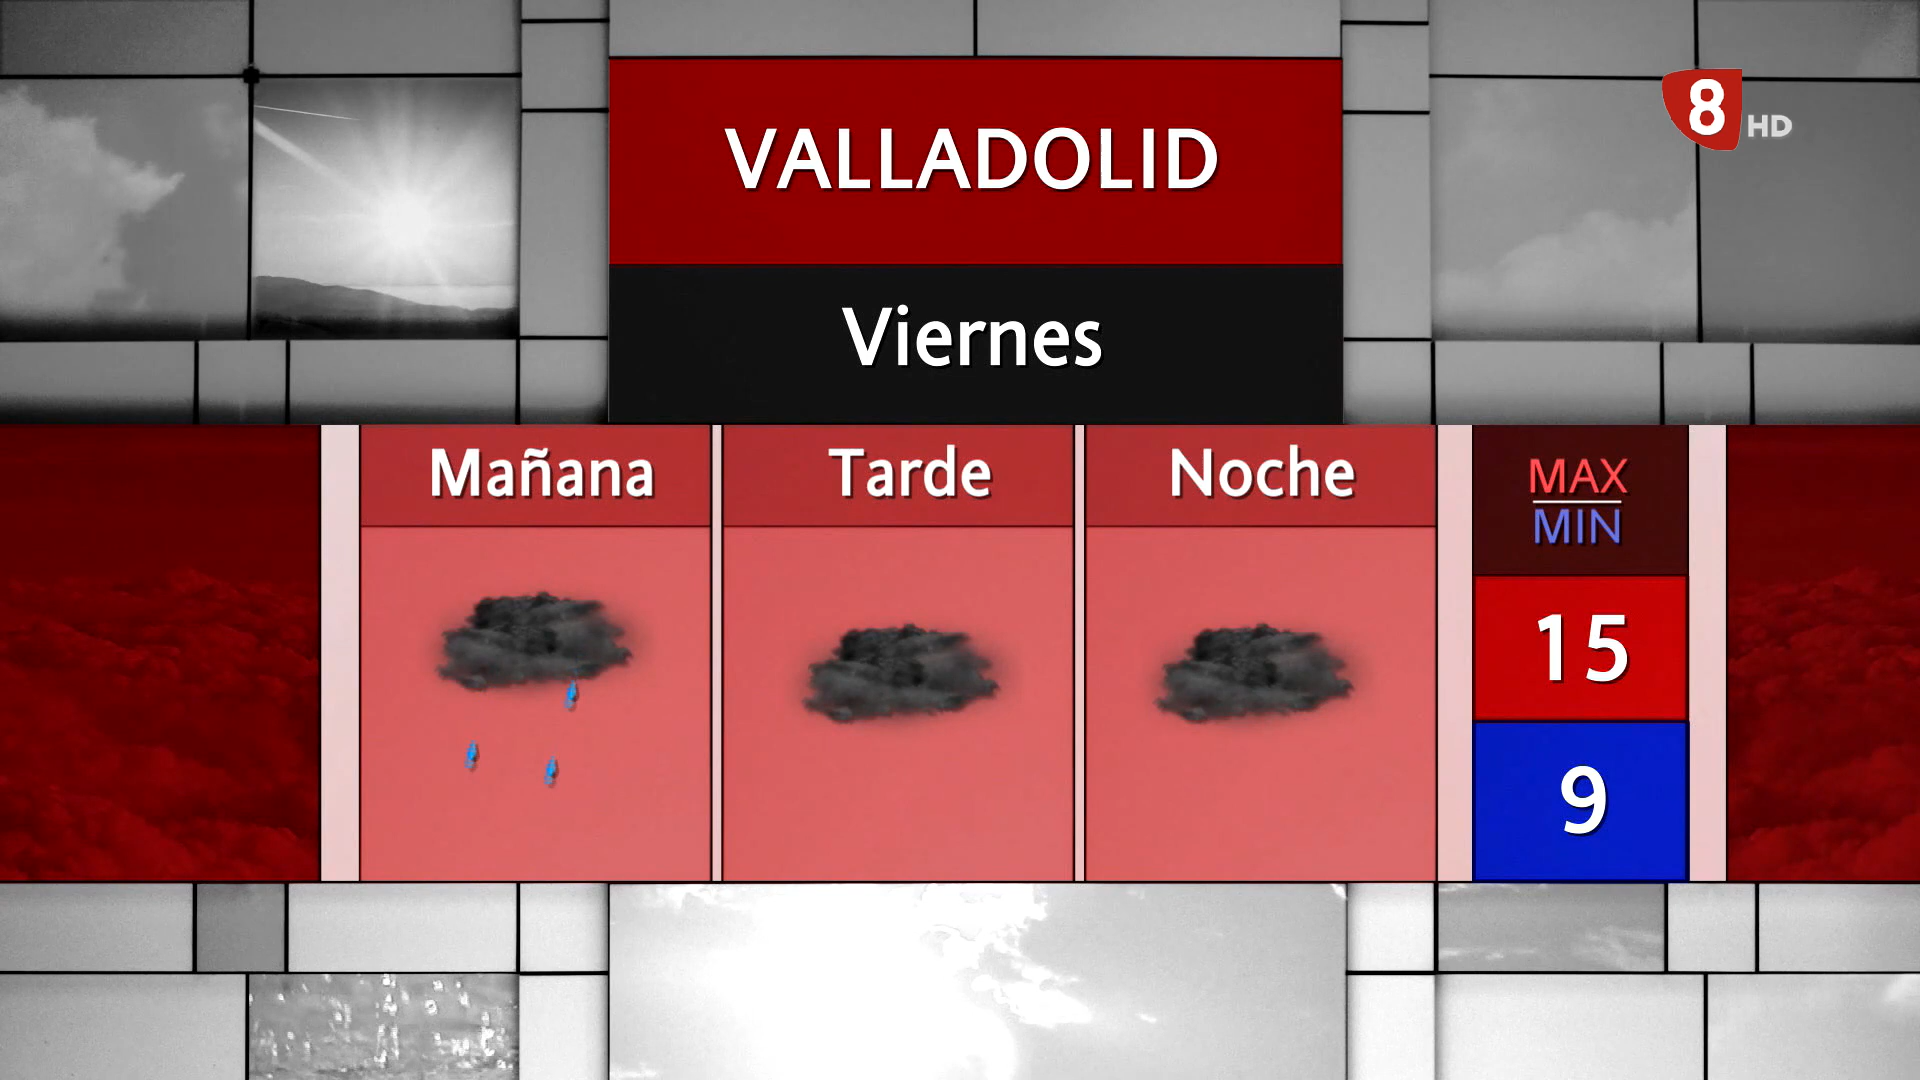 VALLADOLID
8 HD
Viernes
Mañana
Tarde
Noche
MAX
MIN
15
9